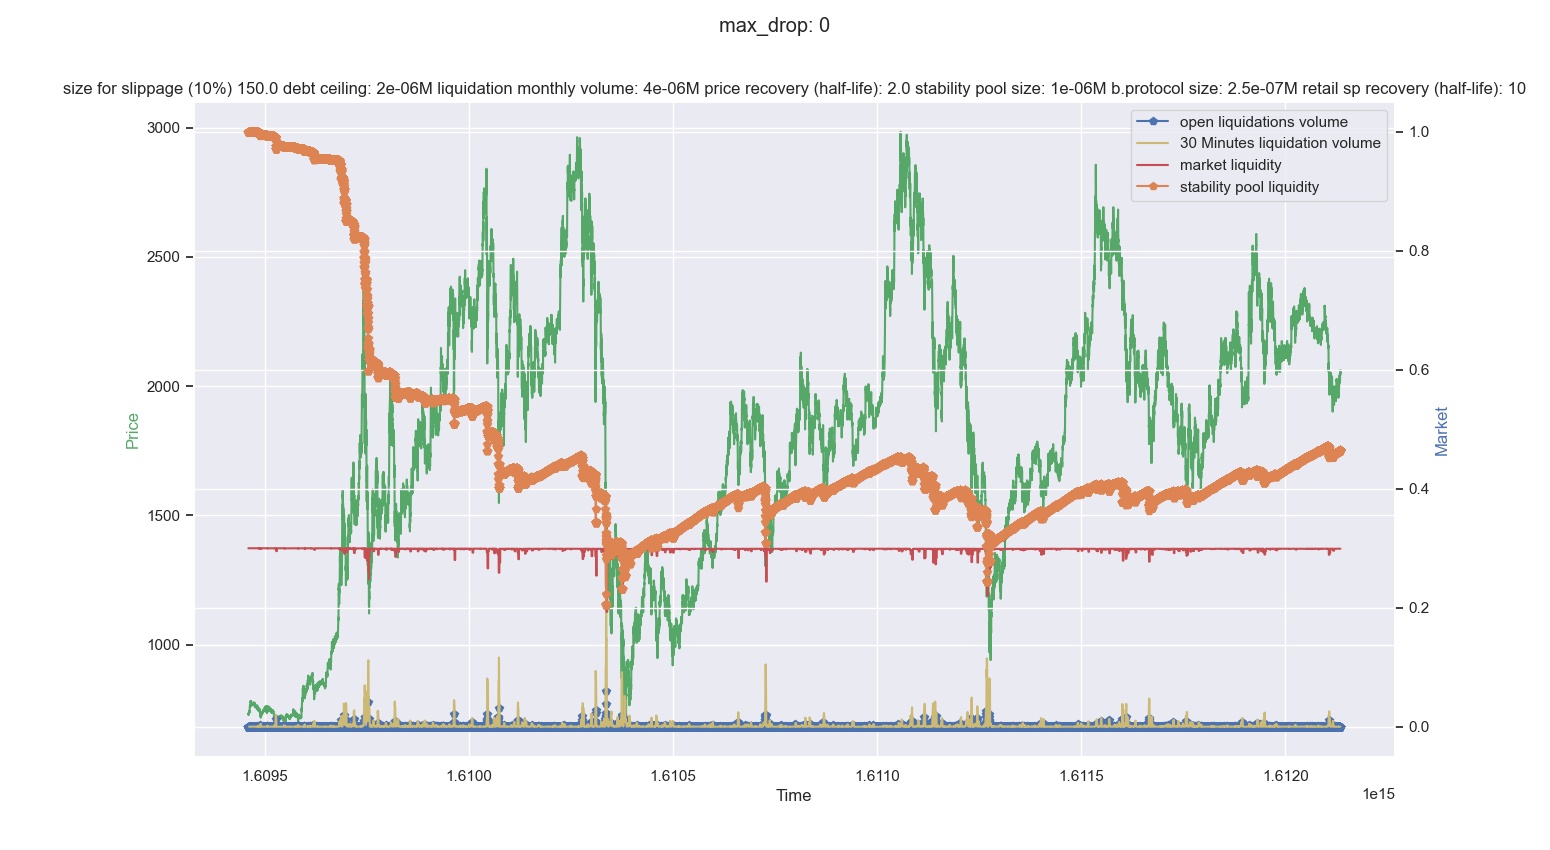 max_drop: 0
size for slippage (10%) 150.0 debt ceiling: 2e-06M liquidation monthly volume: 4e-06M price recovery (half-life): 2.0 stability pool size: 1e-06M b.protocol size: 2.5e-07M retail sp recovery (half-life): 10
open liquidations volume
30 Minutes liquidation volume
market liquidity
stability pool liquidity
3000
2500
2000
1500
1000
Price
1.0
0.8
0.6
0.4
0.2
0.0
Market
1.6095 1.6100 1.6105 1.6110 1.6115 1.6120
Time
1e15